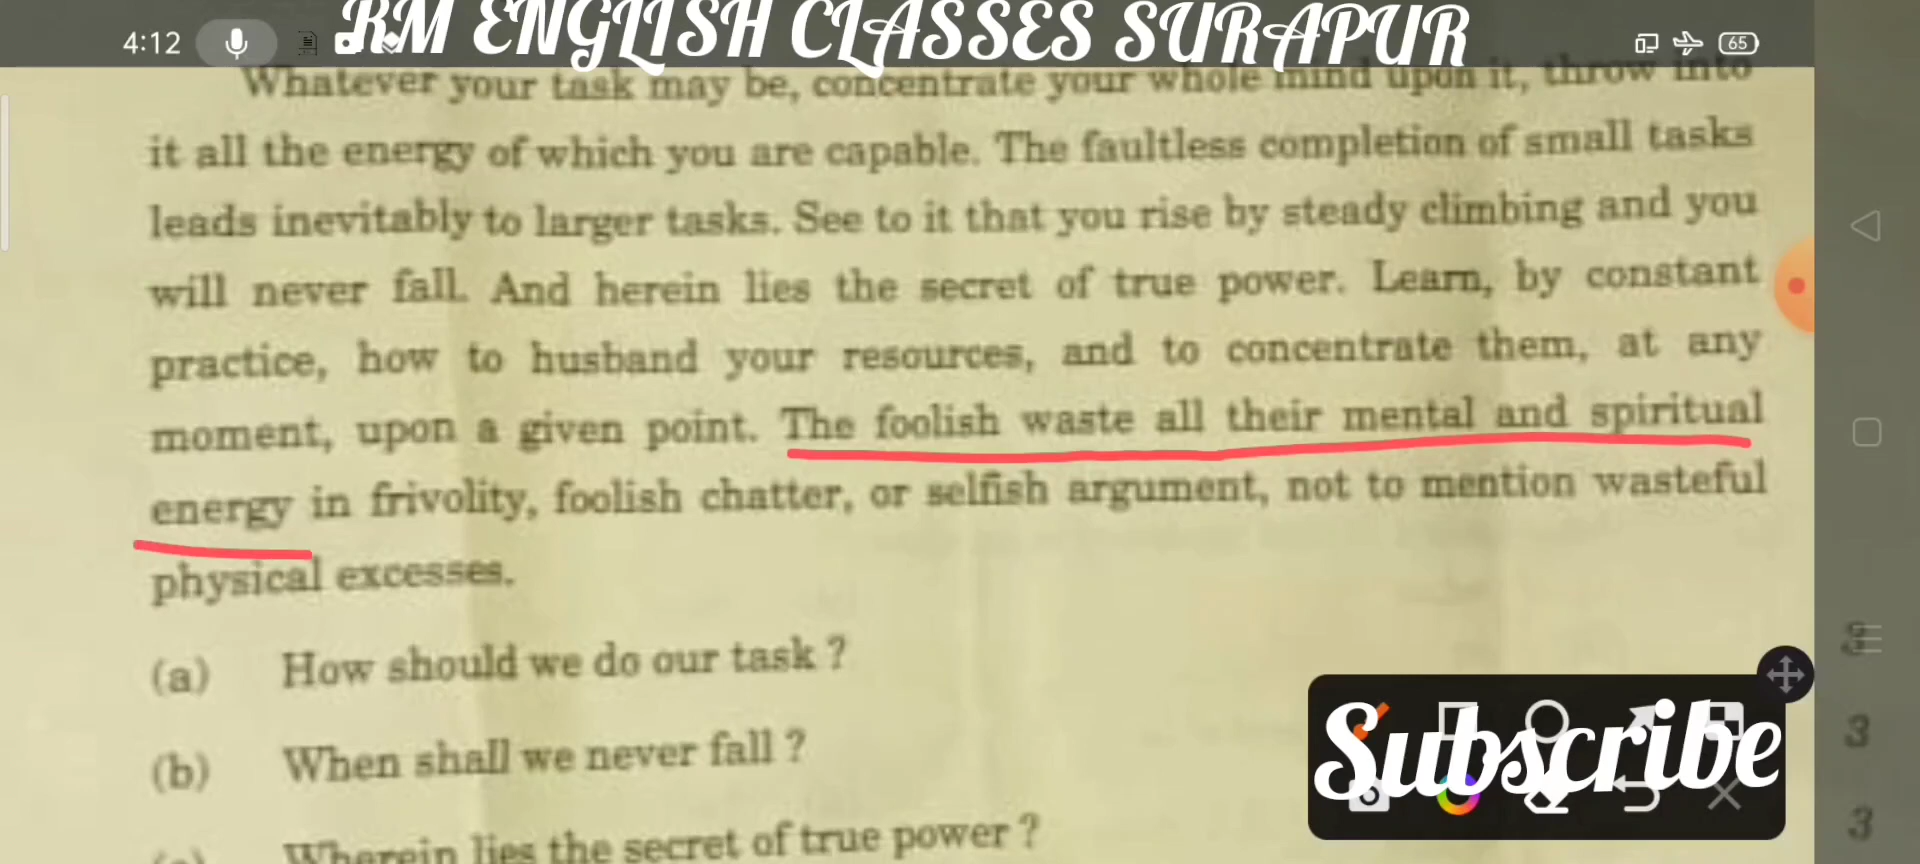 RM ENGLISH CLASSES SURAPUR
4:12
65
Whatever your task may be, concentrate your whole mind upon it, throw into
it all the energy of which you are capable. The faultless completion of small tasks
leads inevitably to larger tasks. See to it that you rise by steady climbing and you
will never fall. And herein lies the secret of true power. Learn, by constant
practice, how to husband your resources, and to concentrate them, at any
moment, upon a given point. The foolish waste all their mental and spiritual
energy in frivolity, foolish chatter, or selfish argument, not to mention wasteful
physical excesses.
(a) How should we do our task ?
3
(b) When shall we never fall ?
3
(c) Wherein lies the secret of true power ?
3
Subscribe